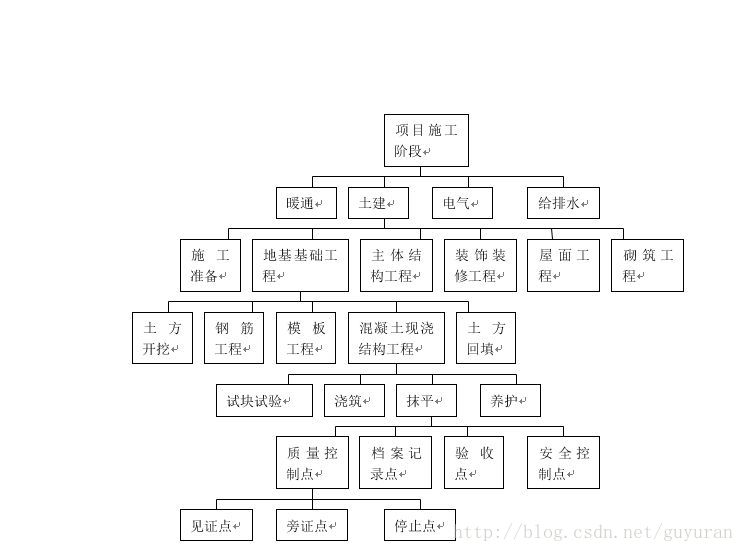 项目施工
阶段
暖通
土建
电气
给排水
施工
准备
地基基础工
程
主体结
构工程
装饰装
修工程
屋面工
程
砌筑工
程
土方
开挖
钢筋
工程
模板
工程
混凝土现浇
结构工程
土方
回填
试块试验
浇筑
抹平
养护
质量控
制点
档案记
录点
验收
点
安全控
制点
见证点
旁证点
停止点
http://blog.csdn.net/guyuran